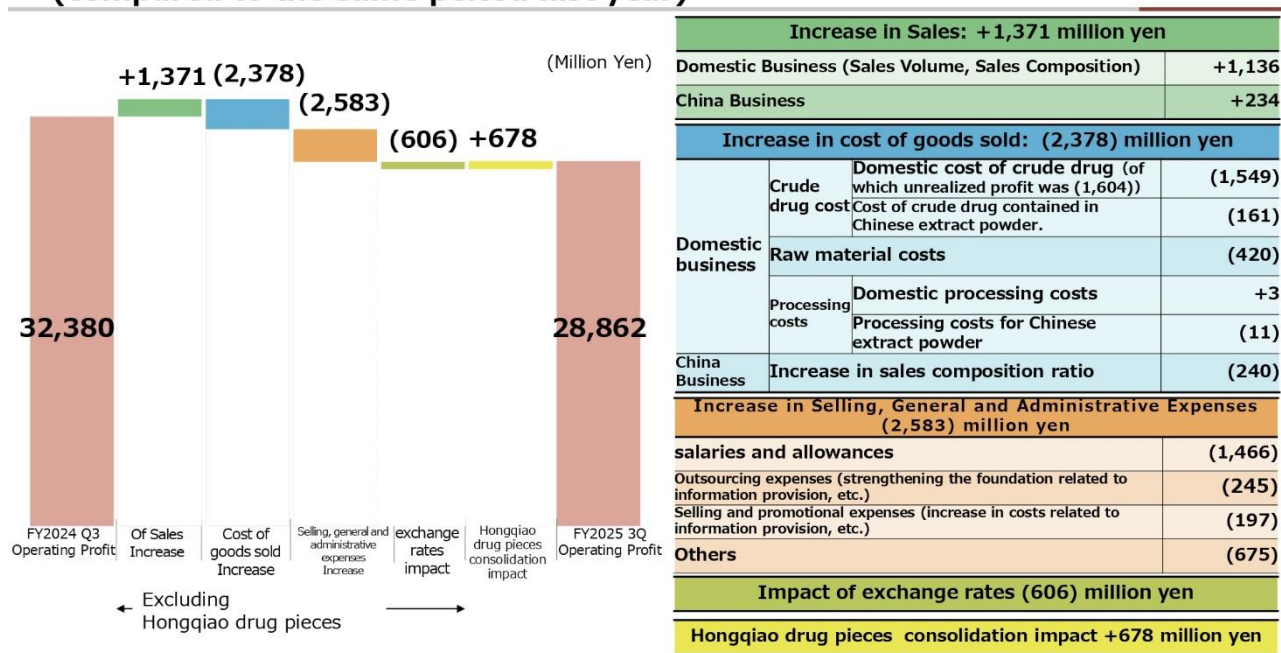 (compared to the same period last year)
(Million Yen)
+1,371
(2,378)
(2,583)
(606)
+678
32,380
28,862
FY2024 Q3
Operating Profit
Of Sales
Increase
Cost of
goods sold
Increase
Selling, general and
administrative
expenses
Increase
exchange
rates
impact
Hongqiao
drug pieces
consolidation
impact
FY2025 3Q
Operating Profit
← Excluding →
Hongqiao drug pieces
Increase in Sales: +1,371 million yen
Domestic Business (Sales Volume, Sales Composition) +1,136
China Business +234
Increase in cost of goods sold: (2,378) million yen
Domestic
business
Crude
drug cost
Domestic cost of crude drug (of
which unrealized profit was (1,604))
(1,549)
Cost of crude drug contained in
Chinese extract powder.
(161)
Raw material costs (420)
Processing
costs
Domestic processing costs +3
Processing costs for Chinese
extract powder
(11)
China
Business
Increase in sales composition ratio (240)
Increase in Selling, General and Administrative Expenses
(2,583) million yen
salaries and allowances (1,466)
Outsourcing expenses (strengthening the foundation related to
information provision, etc.)
(245)
Selling and promotional expenses (increase in costs related to
information provision, etc.)
(197)
Others (675)
Impact of exchange rates (606) million yen
Hongqiao drug pieces consolidation impact +678 million yen